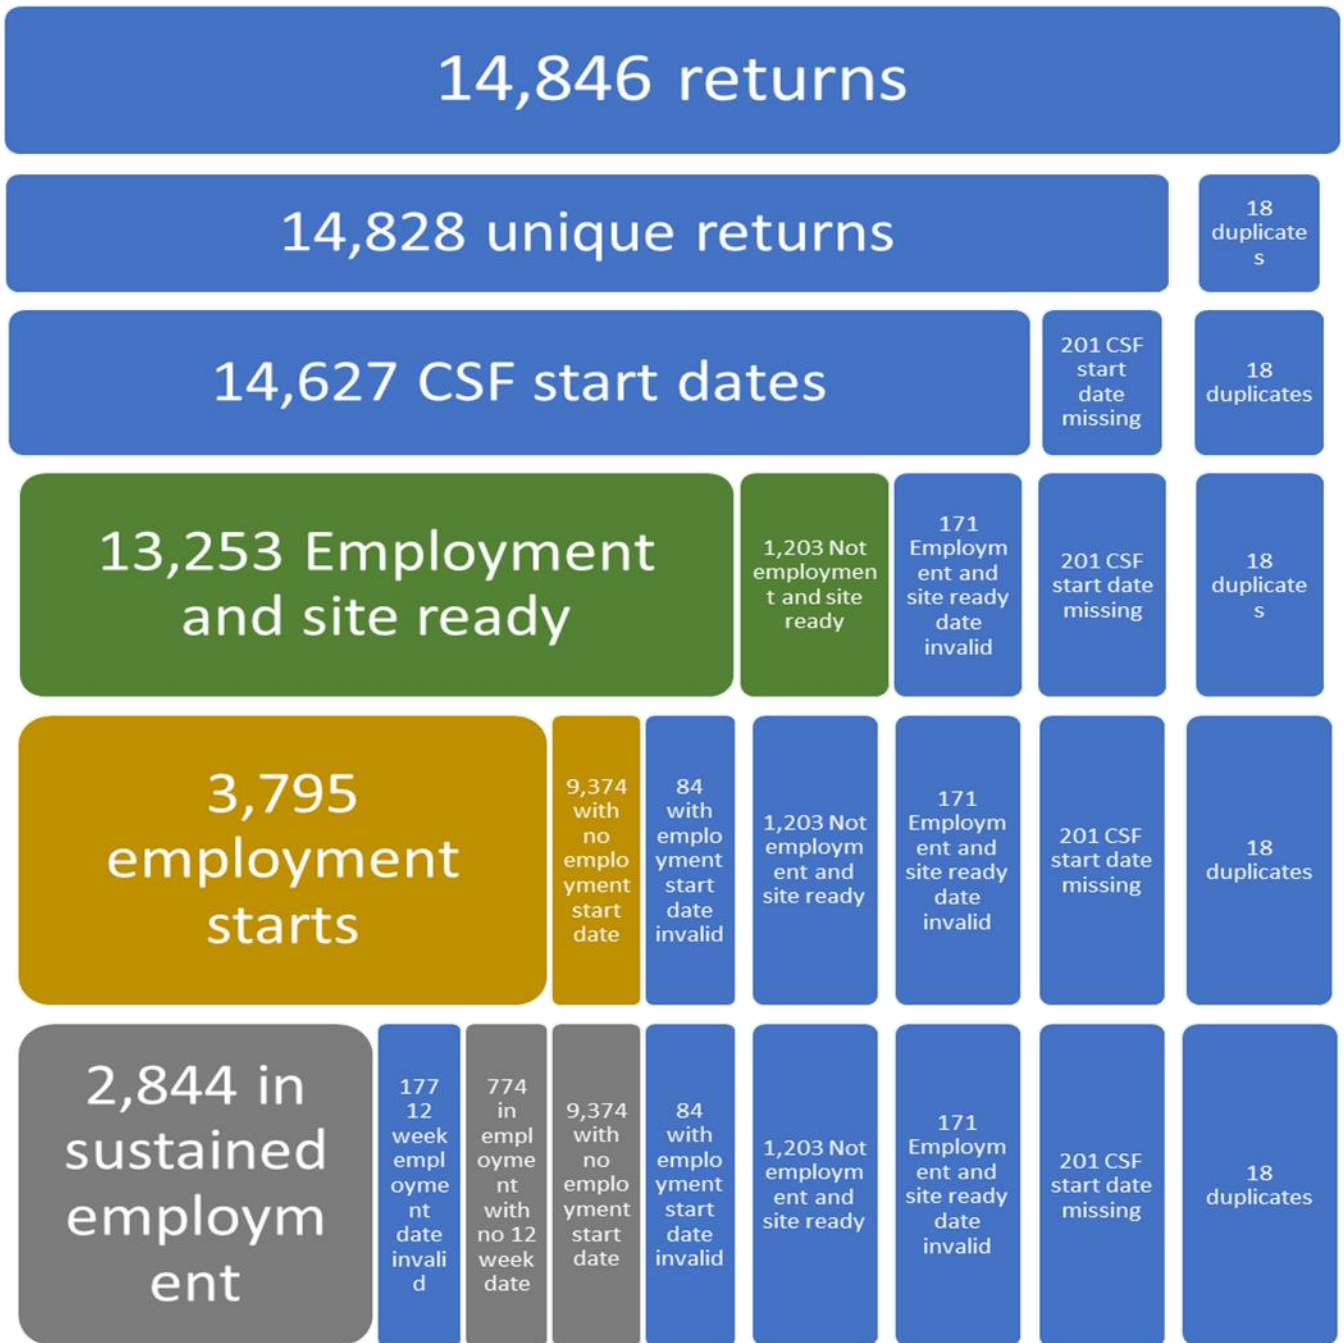 14,846 returns
14,828 unique returns
18
duplicate
s
14,627 CSF start dates
201 CSF
start
date
missing
18
duplicates
13,253 Employment
and site ready
1,203 Not
employmen
t and site
ready
171
Employm
ent and
site ready
date
invalid
201 CSF
start date
missing
18
duplicate
s
3,795
employment
starts
9,374
with
no
emplo
yment
start
date
84
with
emplo
yment
start
date
invalid
1,203 Not
employm
ent and
site ready
171
Employm
ent and
site ready
date
invalid
201 CSF
start date
missing
18
duplicates
2,844 in
sustained
employm
ent
177
12
week
empl
oyme
nt
date
invali
d
774
in
empl
oyme
nt
with
no 12
week
date
9,374
with
no
emplo
yment
start
date
84
with
emplo
yment
start
date
invalid
1,203 Not
employm
ent and
site ready
171
Employm
ent and
site ready
date
invalid
201 CSF
start date
missing
18
duplicates